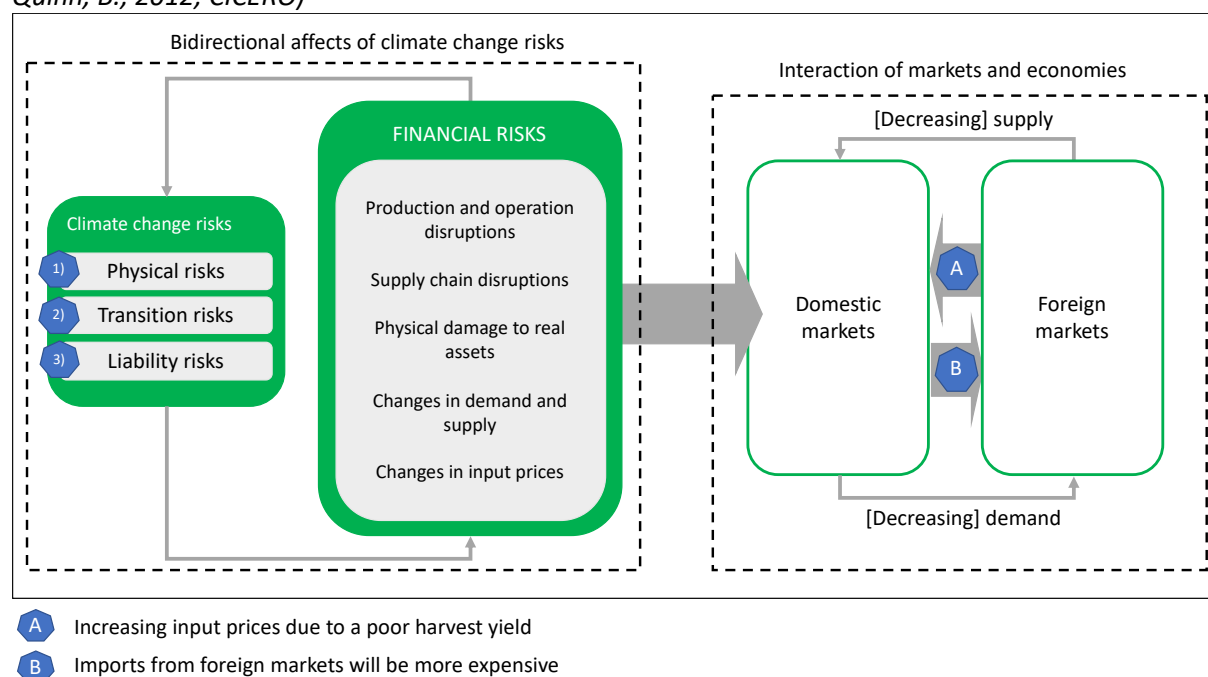 Quinn, B., 2012; CICERO)
Bidirectional affects of climate change risks
Interaction of markets and economies
[Decreasing] supply
FINANCIAL RISKS
Production and operation
disruptions
Supply chain disruptions
Physical damage to real
assets
Changes in demand and
supply
Changes in input prices
Climate change risks
1) Physical risks
2) Transition risks
3) Liability risks
Domestic
markets
A
B
Foreign
markets
[Decreasing] demand
A Increasing input prices due to a poor harvest yield
B Imports from foreign markets will be more expensive